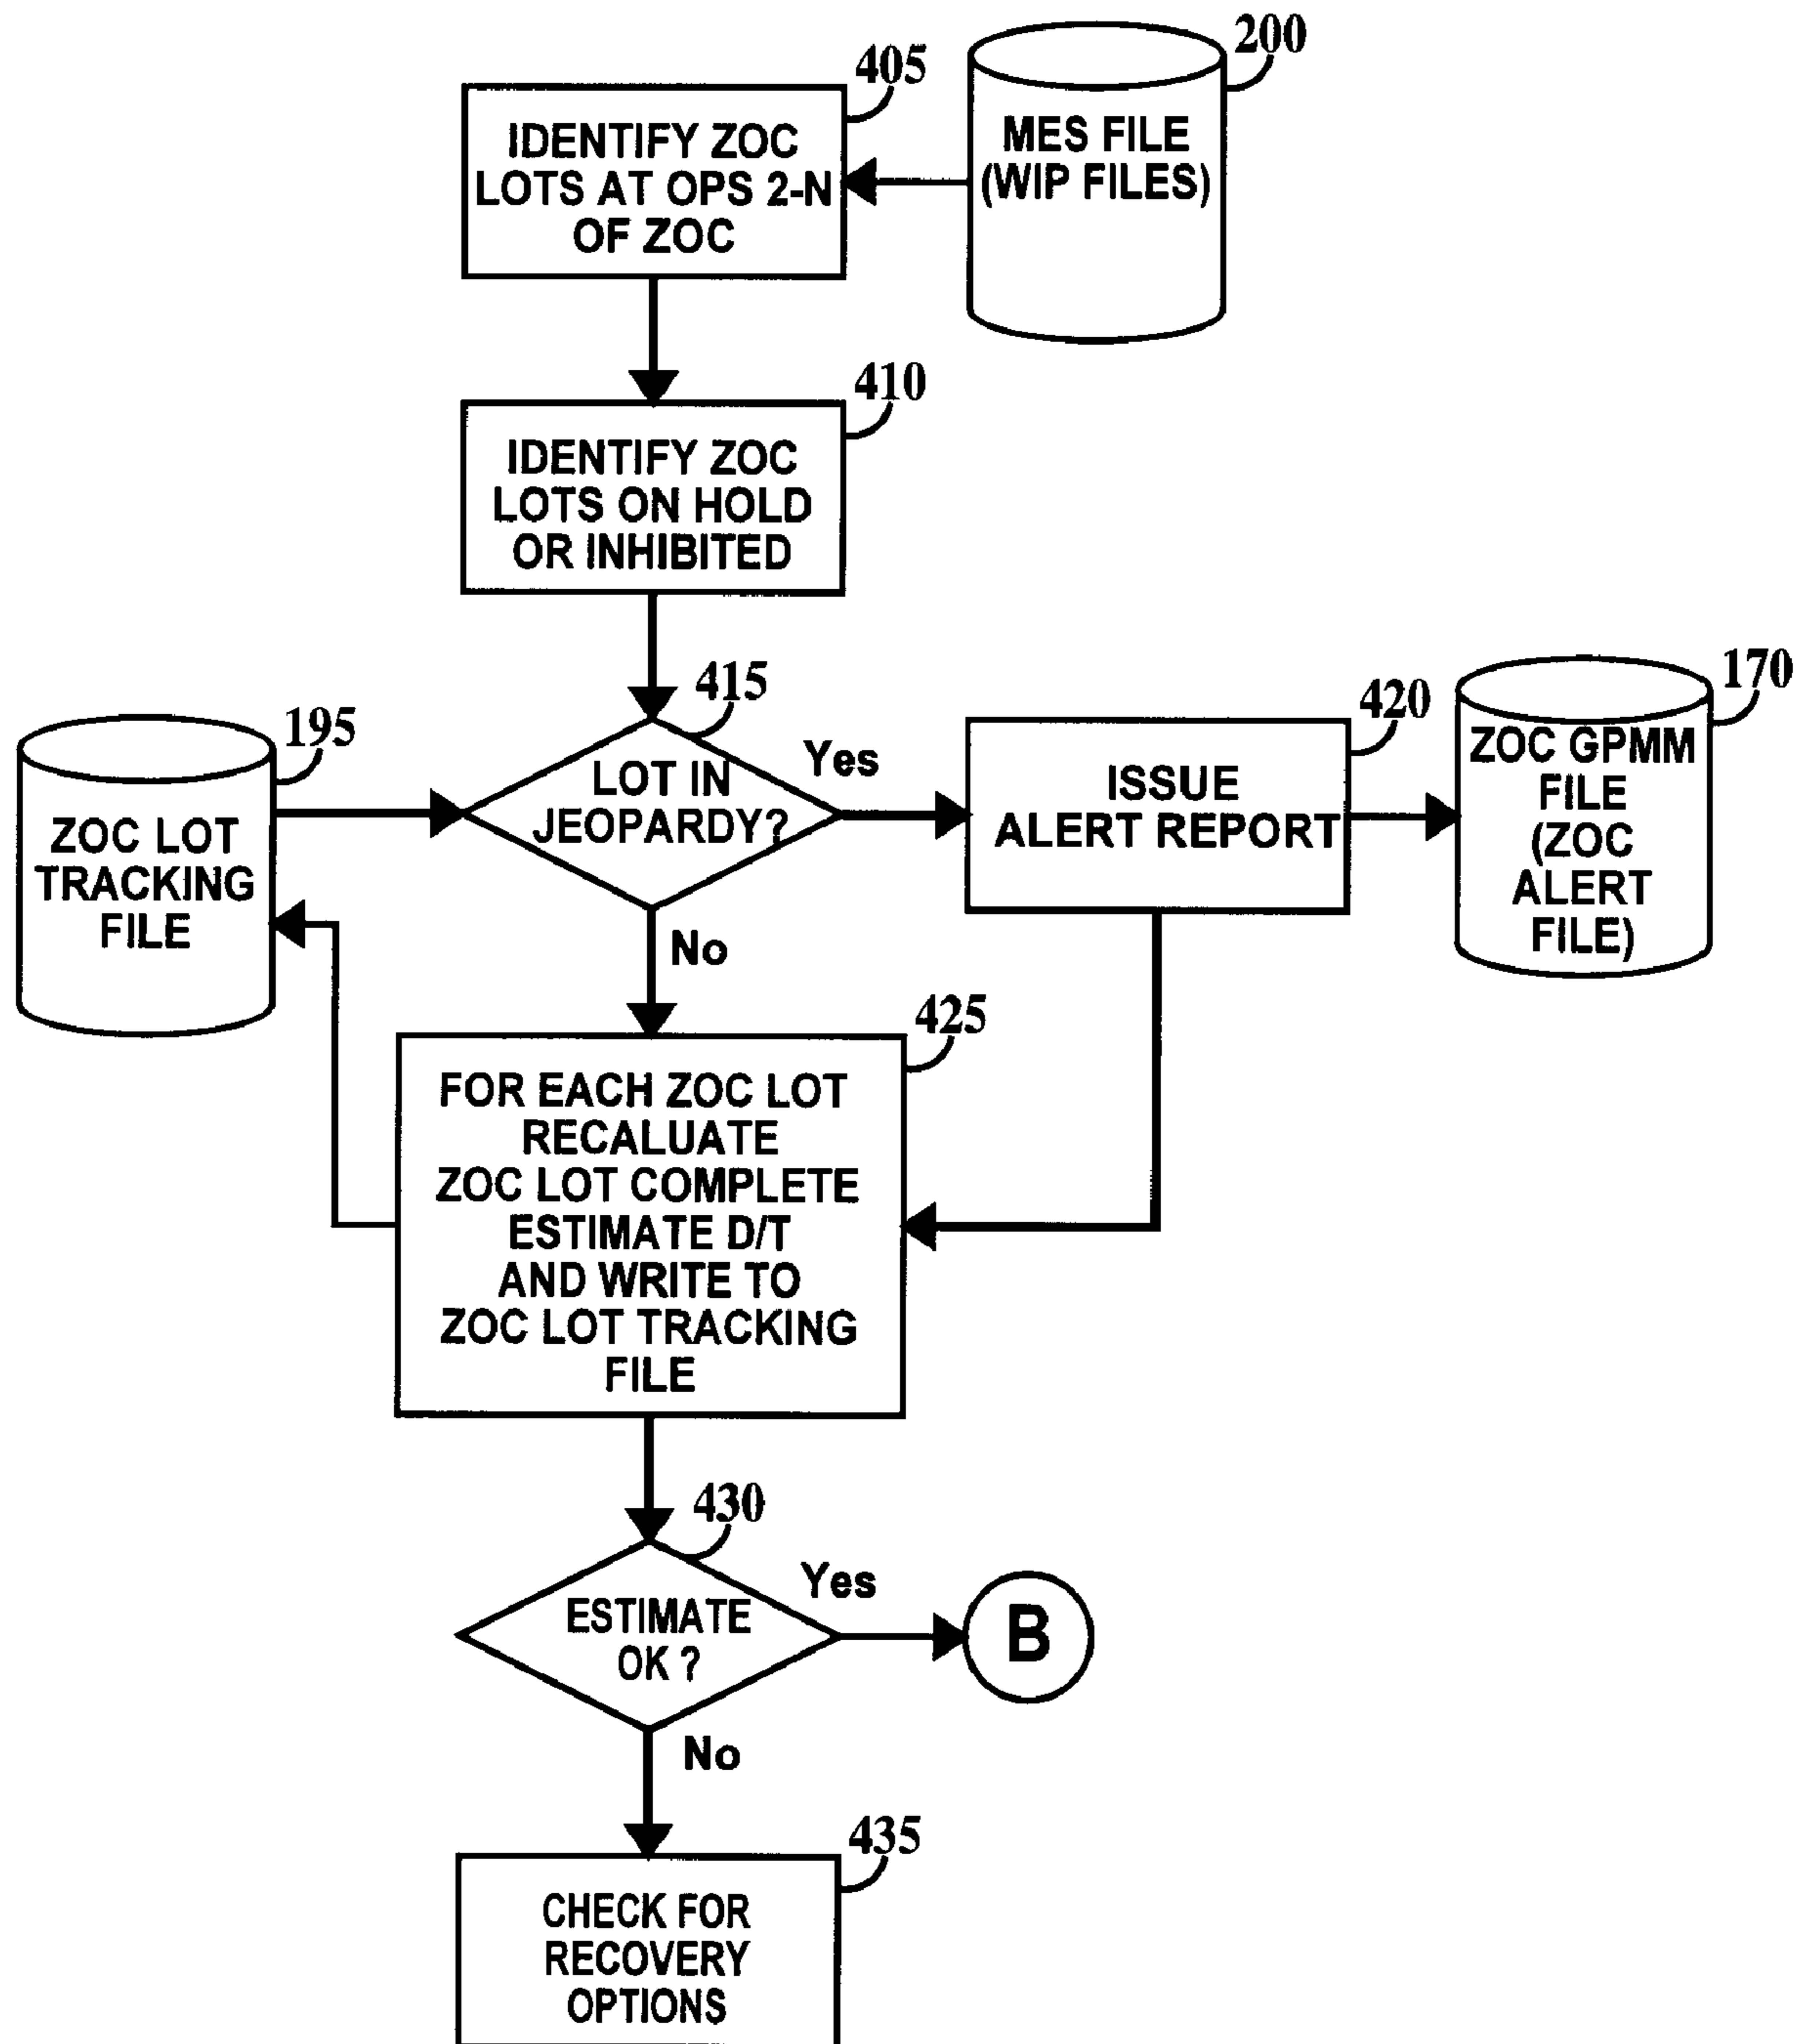 200
405
MES FILE
(WIP FILES)
IDENTIFY ZOC
LOTS AT OPS 2-N
OF ZOC
410
IDENTIFY ZOC
LOTS ON HOLD
OR INHIBITED
415
195
420
170
Yes
LOT IN
JEOPARDY?
ISSUE
ALERT REPORT
ZOC GPMM
FILE
(ZOC
ALERT
FILE)
ZOC LOT
TRACKING
FILE
No
425
FOR EACH ZOC LOT
RECALUATE
ZOC LOT COMPLETE
ESTIMATE D/T
AND WRITE TO
ZOC LOT TRACKING
FILE
430
Yes
ESTIMATE
OK ?
B
No
435
CHECK FOR
RECOVERY
OPTIONS